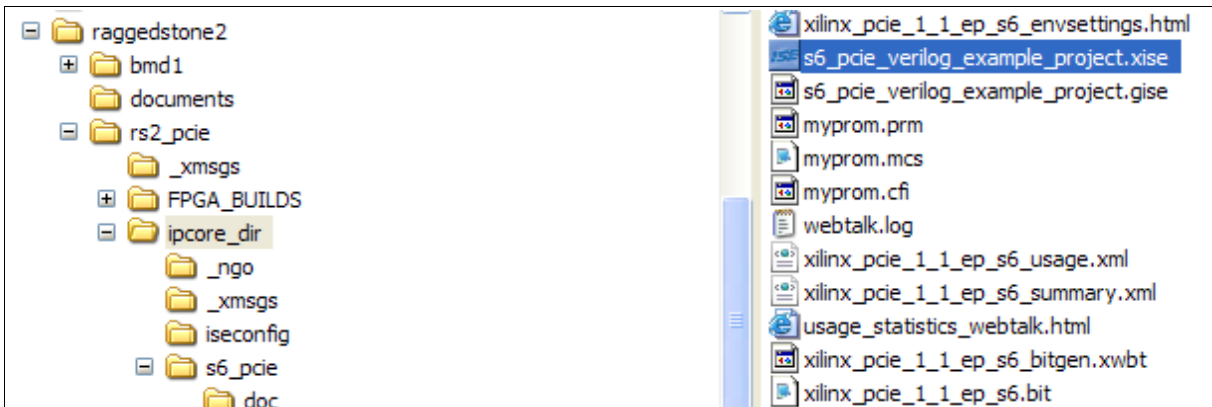 raggedstone2
bmd1
documents
rs2_pcie
_xmsgs
FPGA_BUILDS
ipcore_dir
_ngo
_xmsgs
iseconfig
s6_pcie
doc
xilinx_pcie_1_1_ep_s6_envsettings.html
s6_pcie_verilog_example_project.xise
s6_pcie_verilog_example_project.gise
myprom.prm
myprom.mcs
myprom.cfi
webtalk.log
xilinx_pcie_1_1_ep_s6_usage.xml
xilinx_pcie_1_1_ep_s6_summary.xml
usage_statistics_webtalk.html
xilinx_pcie_1_1_ep_s6_bitgen.xwbt
xilinx_pcie_1_1_ep_s6.bit